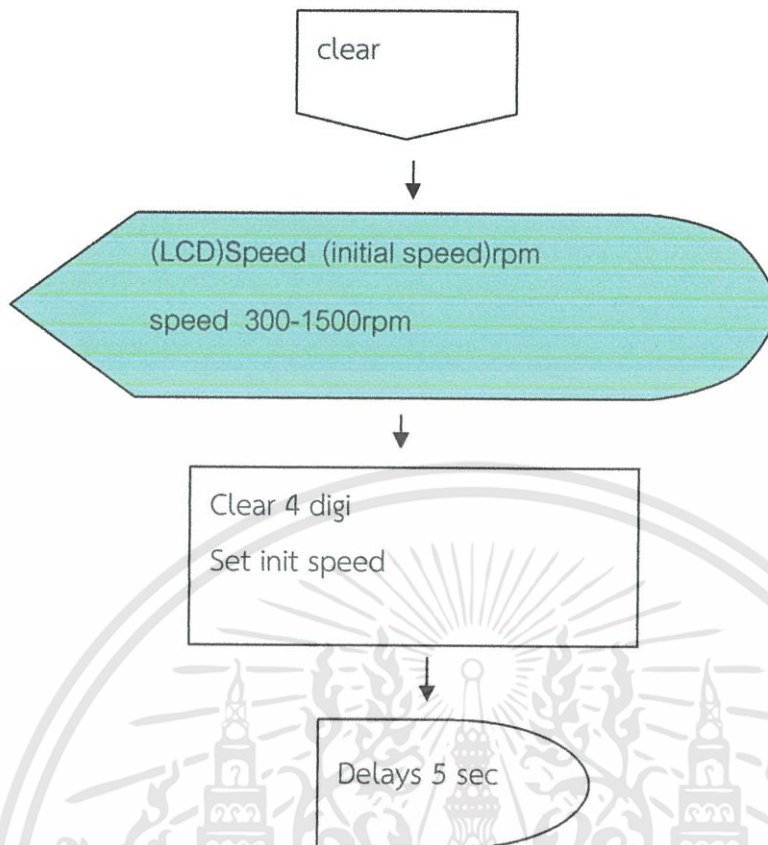 clear
(LCD)Speed (initial speed)rpm
speed 300-1500rpm
Clear 4 digi
Set init speed
Delays 5 sec